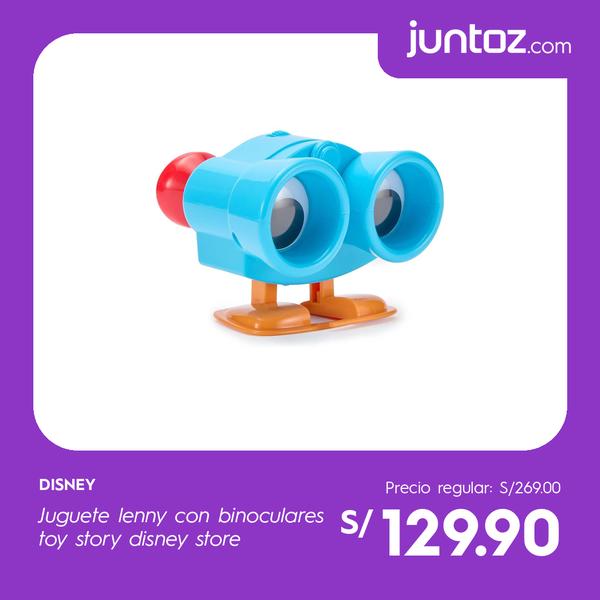 juntoz.com
DISNEY
Juguete lenny con binoculares
toy story disney store
Precio regular: S/269.00
S/129.90